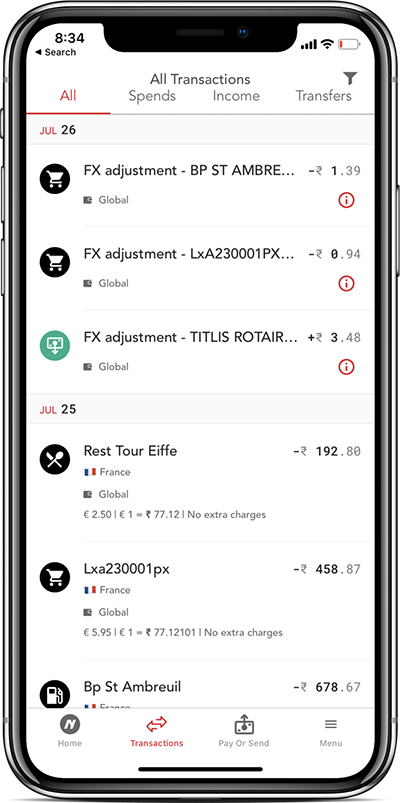 8:34
◀ Search
All Transactions
All Spends Income Transfers
JUL 26
FX adjustment - BP ST AMBRE... -₹ 1.39
Global
FX adjustment - LxA230001PX... -₹ 0.94
Global
FX adjustment - TITLIS ROTAIR... +₹ 3.48
Global
JUL 25
Rest Tour Eiffe -₹ 192.80
France
Global
€ 2.50 | € 1 = ₹ 77.12 | No extra charges
Lxa230001px -₹ 458.87
France
Global
€ 5.95 | € 1 = ₹ 77.12101 | No extra charges
Bp St Ambreuil -₹ 678.67
France
Home Transactions Pay Or Send Menu